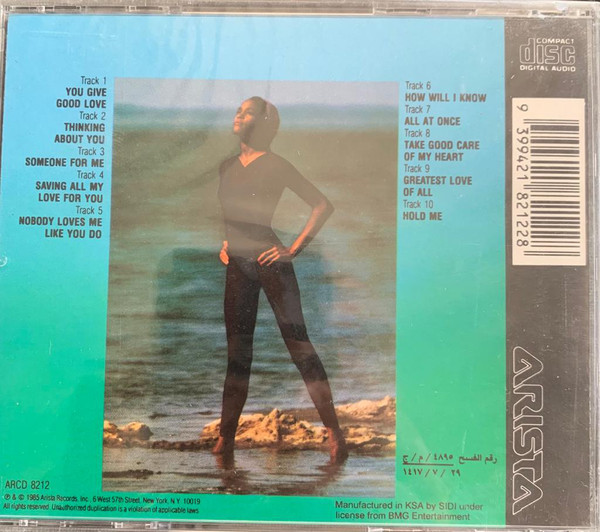 Track 1
YOU GIVE
GOOD LOVE
Track 2
THINKING
ABOUT YOU
Track 3
SOMEONE FOR ME
Track 4
SAVING ALL MY
LOVE FOR YOU
Track 5
NOBODY LOVES ME
LIKE YOU DO
Track 6
HOW WILL I KNOW
Track 7
ALL AT ONCE
Track 8
TAKE GOOD CARE
OF MY HEART
Track 9
GREATEST LOVE
OF ALL
Track 10
HOLD ME
COMPACT
disc
DIGITAL AUDIO
9 399421 821228
ARISTA
رقم الفسح ٤٨٩٥ /م/ ج
١٤١٧ / ٧ / ٢٩
ARCD 8212
℗ & © 1985 Arista Records, Inc., 6 West 57th Street, New York, N.Y. 10019
All rights reserved. Unauthorized duplication is a violation of applicable laws
Manufactured in KSA by SIDI under
license from BMG Entertainment